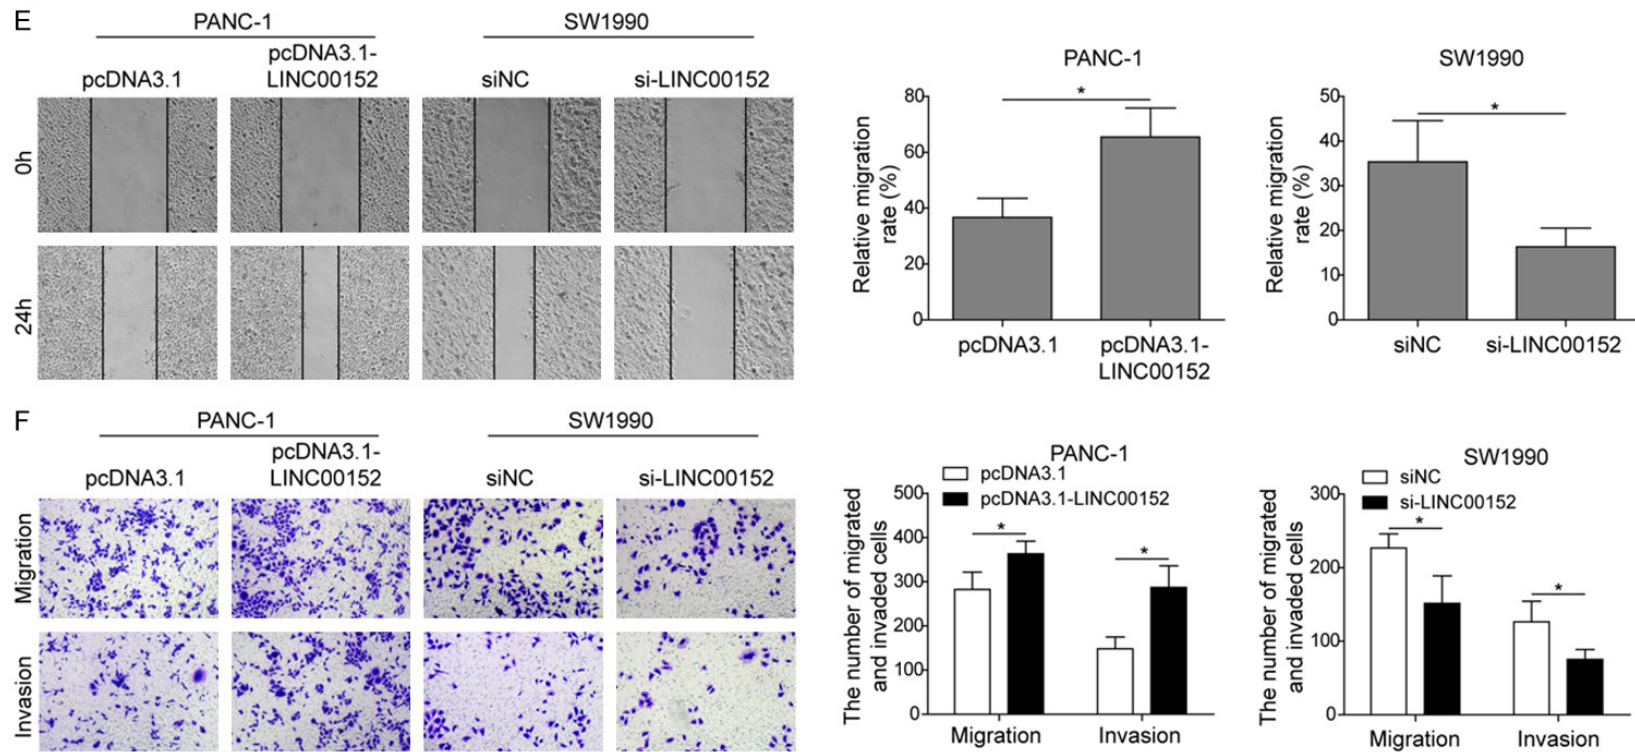 E
PANC-1
SW1990
pcDNA3.1
pcDNA3.1-
LINC00152
siNC
si-LINC00152
0h
24h
PANC-1
Relative migration
rate (%)
80
60
40
20
0
pcDNA3.1
pcDNA3.1-
LINC00152
*
SW1990
Relative migration
rate (%)
50
40
30
20
10
0
siNC
si-LINC00152
*
F
PANC-1
SW1990
pcDNA3.1
pcDNA3.1-
LINC00152
siNC
si-LINC00152
Migration
Invasion
PANC-1
pcDNA3.1
pcDNA3.1-LINC00152
The number of migrated
and invaded cells
500
400
300
200
100
0
*
*
Migration
Invasion
SW1990
siNC
si-LINC00152
The number of migrated
and invaded cells
300
200
100
0
*
*
Migration
Invasion